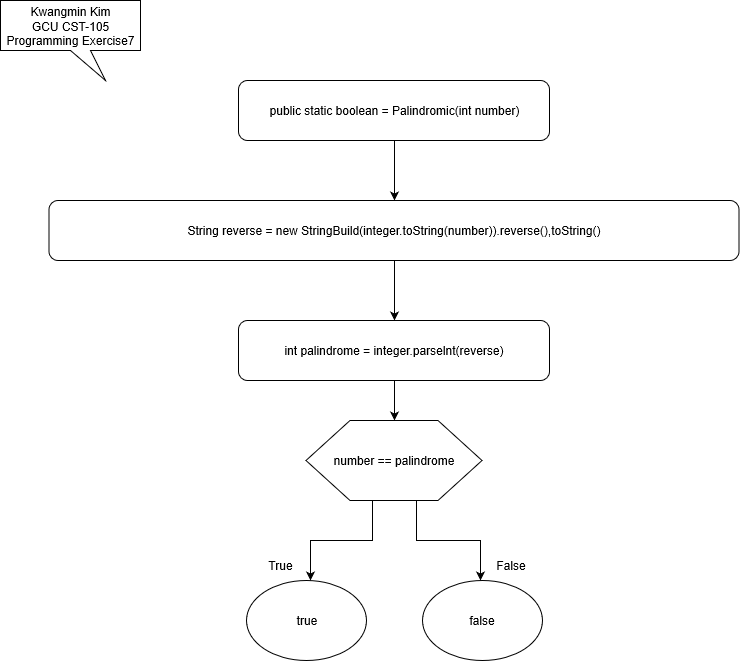 Kwangmin Kim
GCU CST-105
Programming Exercise7
public static boolean = Palindromic(int number)
String reverse = new StringBuild(integer.toString(number)).reverse(),toString()
int palindrome = integer.parseInt(reverse)
number == palindrome
True
False
true
false